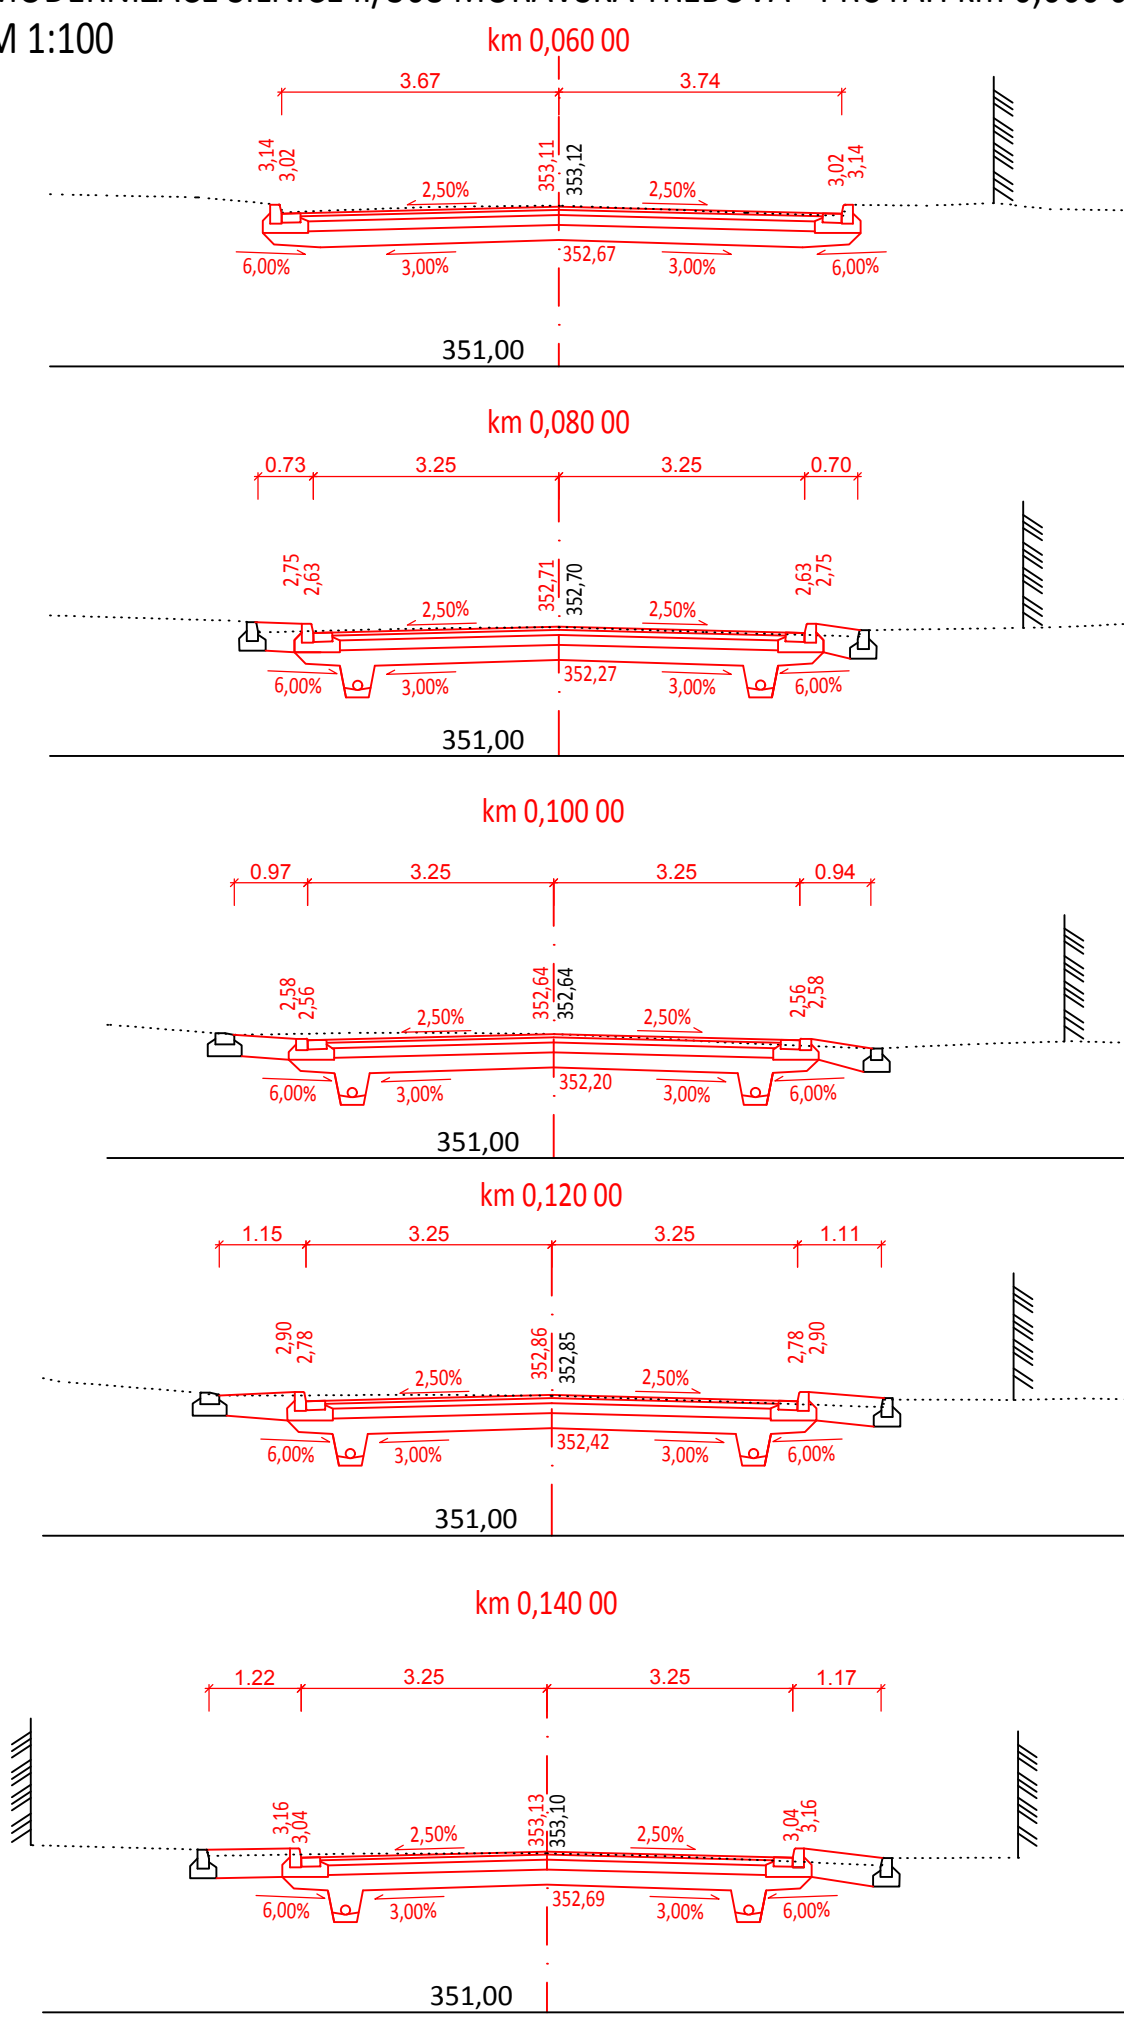 SILNICE MORAVSKÁ TŘEBOVÁ - PRŮTAH km
M 1:100
km 0,060 00
3.67 3.74
3,14 3,02 353,11 353,12 3,02 3,14
2,50% 2,50%
6,00% 3,00% 352,67 3,00% 6,00%
351,00
km 0,080 00
0.73 3.25 3.25 0.70
2,75 2,63 352,71 352,70 2,63 2,75
2,50% 2,50%
6,00% 3,00% 352,27 3,00% 6,00%
351,00
km 0,100 00
0.97 3.25 3.25 0.94
2,58 2,56 352,64 352,64 2,56 2,58
2,50% 2,50%
6,00% 3,00% 352,20 3,00% 6,00%
351,00
km 0,120 00
1.15 3.25 3.25 1.11
2,90 2,78 352,86 352,85 2,78 2,90
2,50% 2,50%
6,00% 3,00% 352,42 3,00% 6,00%
351,00
km 0,140 00
1.22 3.25 3.25 1.17
3,16 3,04 353,13 353,10 3,04 3,16
2,50% 2,50%
6,00% 3,00% 352,69 3,00% 6,00%
351,00